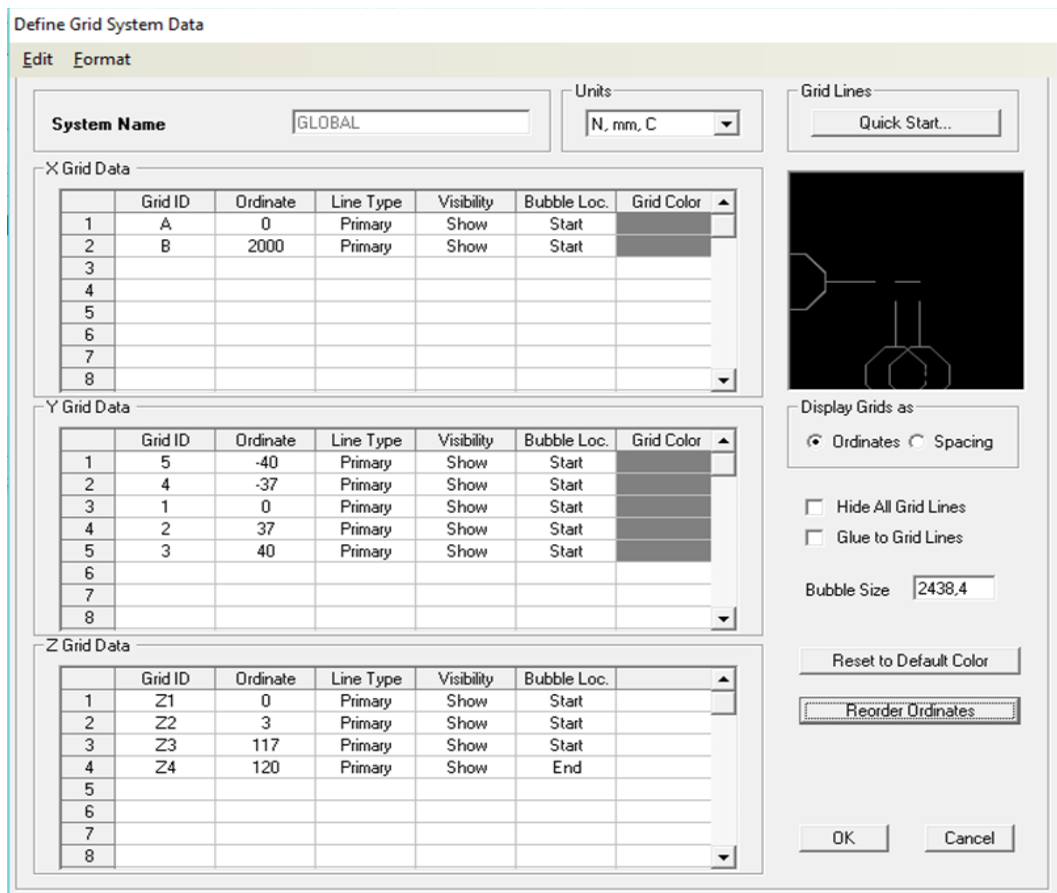 Define Grid System Data
Edit Format
System Name GLOBAL
Units
N, mm, C
Grid Lines
Quick Start...
X Grid Data
Grid ID Ordinate Line Type Visibility Bubble Loc. Grid Color
1 A 0 Primary Show Start
2 B 2000 Primary Show Start
3
4
5
6
7
8
Y Grid Data
Grid ID Ordinate Line Type Visibility Bubble Loc. Grid Color
1 5 -40 Primary Show Start
2 4 -37 Primary Show Start
3 1 0 Primary Show Start
4 2 37 Primary Show Start
5 3 40 Primary Show Start
6
7
8
Display Grids as
Ordinates Spacing
Hide All Grid Lines
Glue to Grid Lines
Bubble Size 2438,4
Z Grid Data
Grid ID Ordinate Line Type Visibility Bubble Loc.
1 Z1 0 Primary Show Start
2 Z2 3 Primary Show Start
3 Z3 117 Primary Show Start
4 Z4 120 Primary Show End
5
6
7
8
Reset to Default Color
Reorder Ordinates
OK Cancel